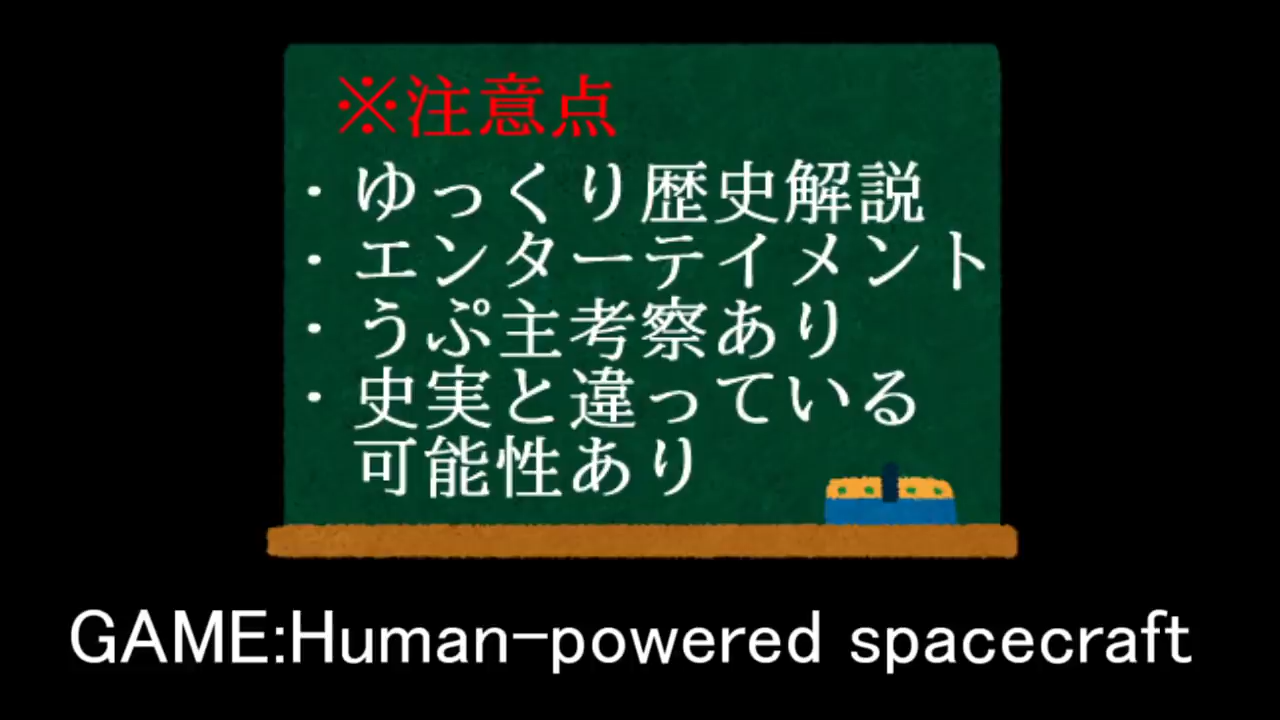 ※注意点
・ゆっくり歴史解説
・エンターテイメント
・うぷ主考察あり
・史実と違っている
可能性あり
GAME:Human-powered spacecraft